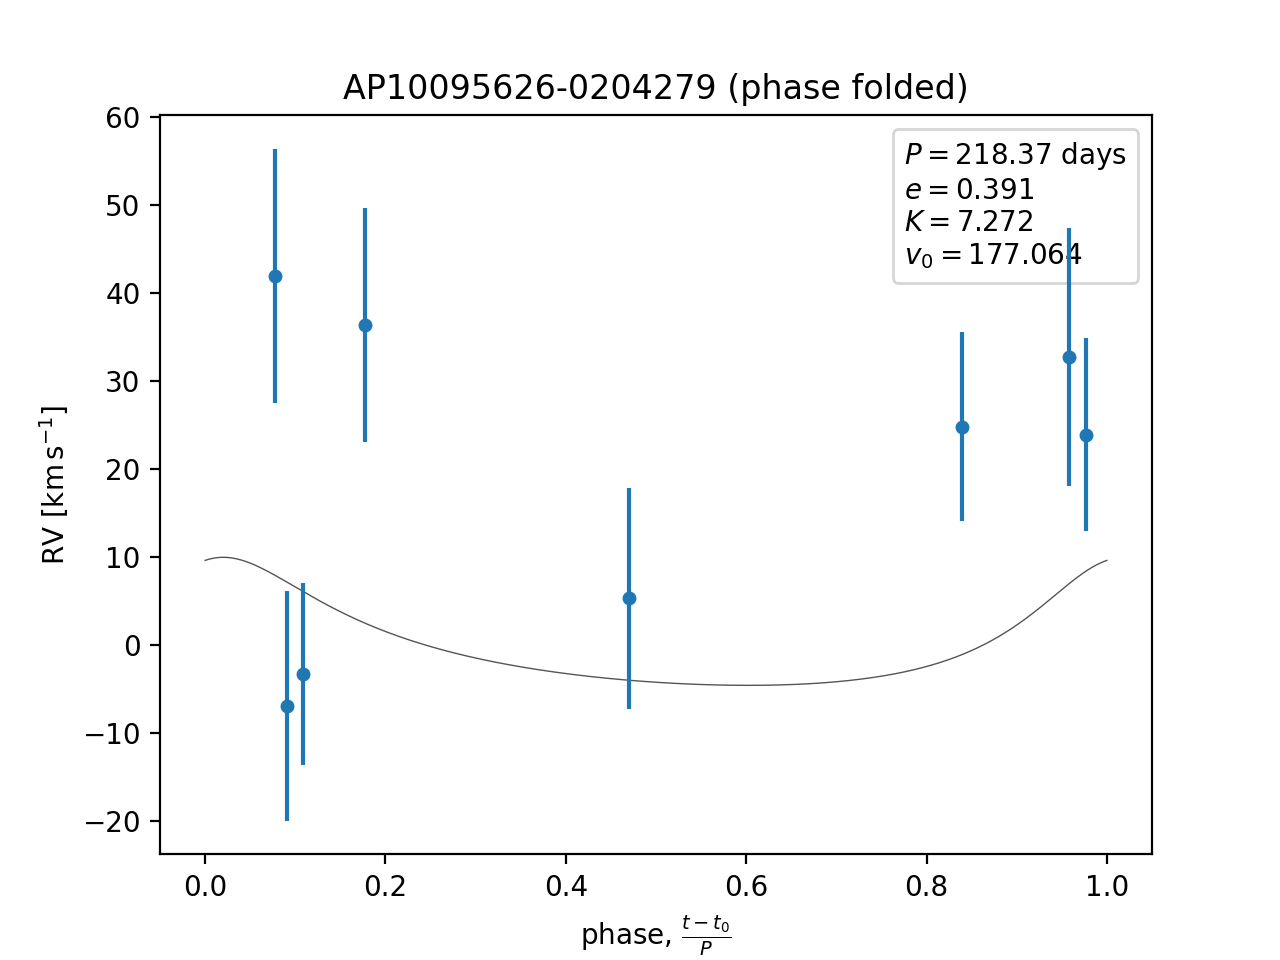 AP10095626-0204279 (phase folded)
P = 218.37 days
e = 0.391
K = 7.272
v₀ = 177.064
RV [km s⁻¹]
60
50
40
30
20
10
0
−10
−20
0.0 0.2 0.4 0.6 0.8 1.0
phase, (t − t₀)/P